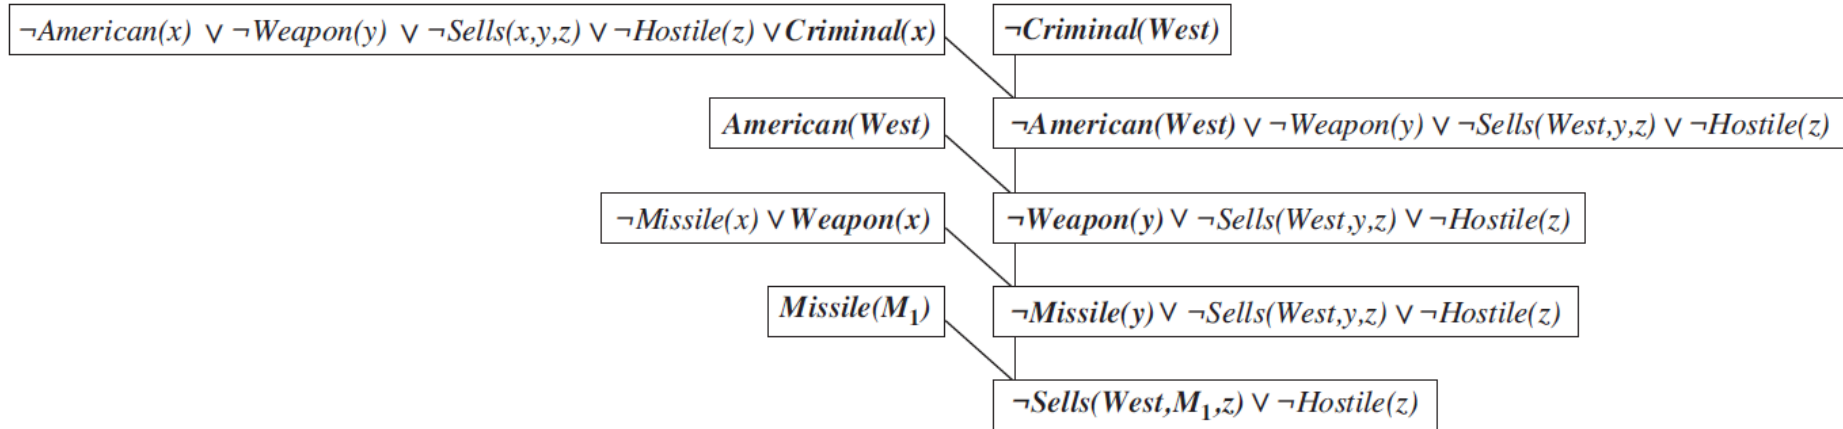 ¬American(x) ∨ ¬Weapon(y) ∨ ¬Sells(x,y,z) ∨ ¬Hostile(z) ∨ Criminal(x)
¬Criminal(West)
American(West)
¬American(West) ∨ ¬Weapon(y) ∨ ¬Sells(West,y,z) ∨ ¬Hostile(z)
¬Missile(x) ∨ Weapon(x)
¬Weapon(y) ∨ ¬Sells(West,y,z) ∨ ¬Hostile(z)
Missile(M₁)
¬Missile(y) ∨ ¬Sells(West,y,z) ∨ ¬Hostile(z)
¬Sells(West,M₁,z) ∨ ¬Hostile(z)